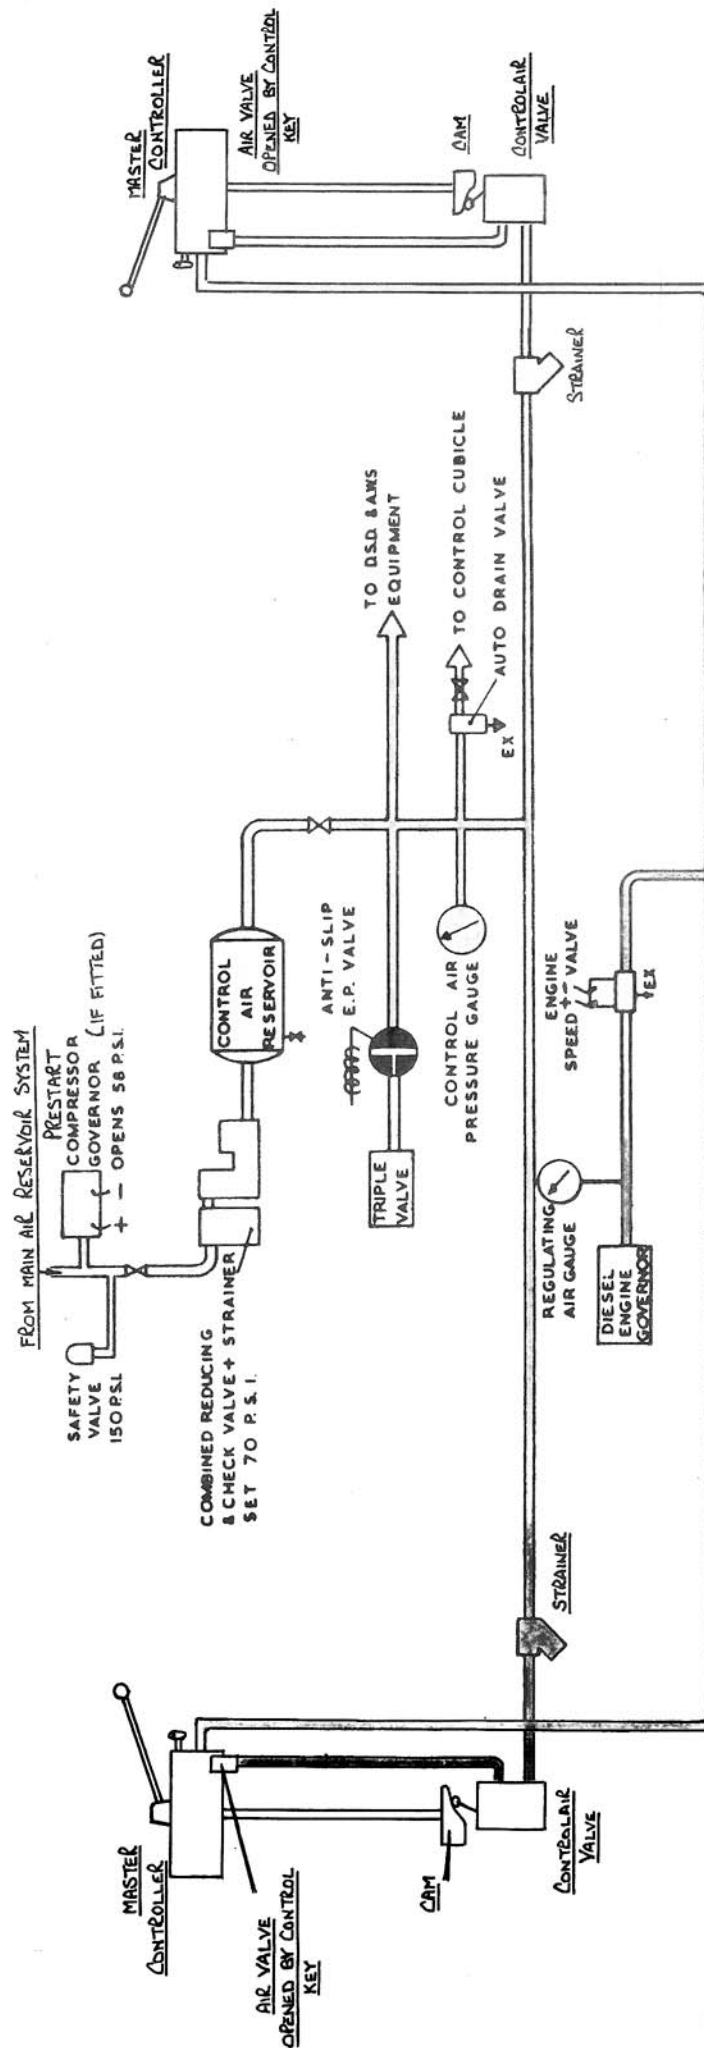 FROM MAIN AIR RESERVOIR SYSTEM
SAFETY
VALVE
150 P.S.I.
PRESTART
COMPRESSOR
GOVERNOR (IF FITTED)
+ - OPENS 58 P.S.I.
COMBINED REDUCING
& CHECK VALVE + STRAINER
SET 70 P.S.I.
CONTROL
AIR
RESERVOIR
ANTI-SLIP
E.P. VALVE
TRIPLE
VALVE
TO D.S.D. & AWS
EQUIPMENT
CONTROL AIR
PRESSURE GAUGE
TO CONTROL CUBICLE
AUTO DRAIN VALVE
EX
MASTER
CONTROLLER
AIR VALVE
OPENED BY CONTROL
KEY
CAM
CONTROLAIR
VALVE
STRAINER
REGULATING
AIR GAUGE
DIESEL
ENGINE
GOVERNOR
ENGINE
SPEED + - VALVE
EX
STRAINER
MASTER
CONTROLLER
AIR VALVE
OPENED BY CONTROL
KEY
CAM
CONTROLAIR
VALVE